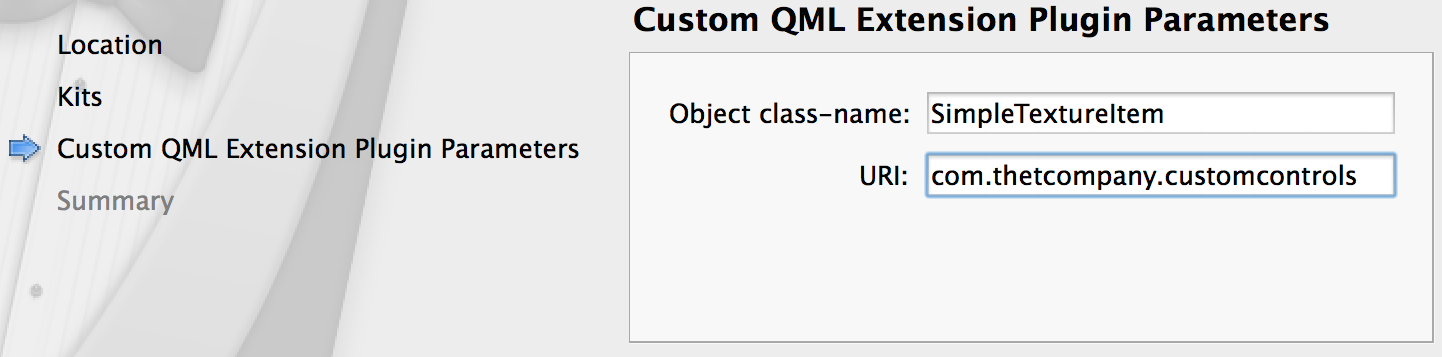 Location
Kits
Custom QML Extension Plugin Parameters
Summary
Custom QML Extension Plugin Parameters
Object class-name: SimpleTextureItem
URI: com.thetcompany.customcontrols